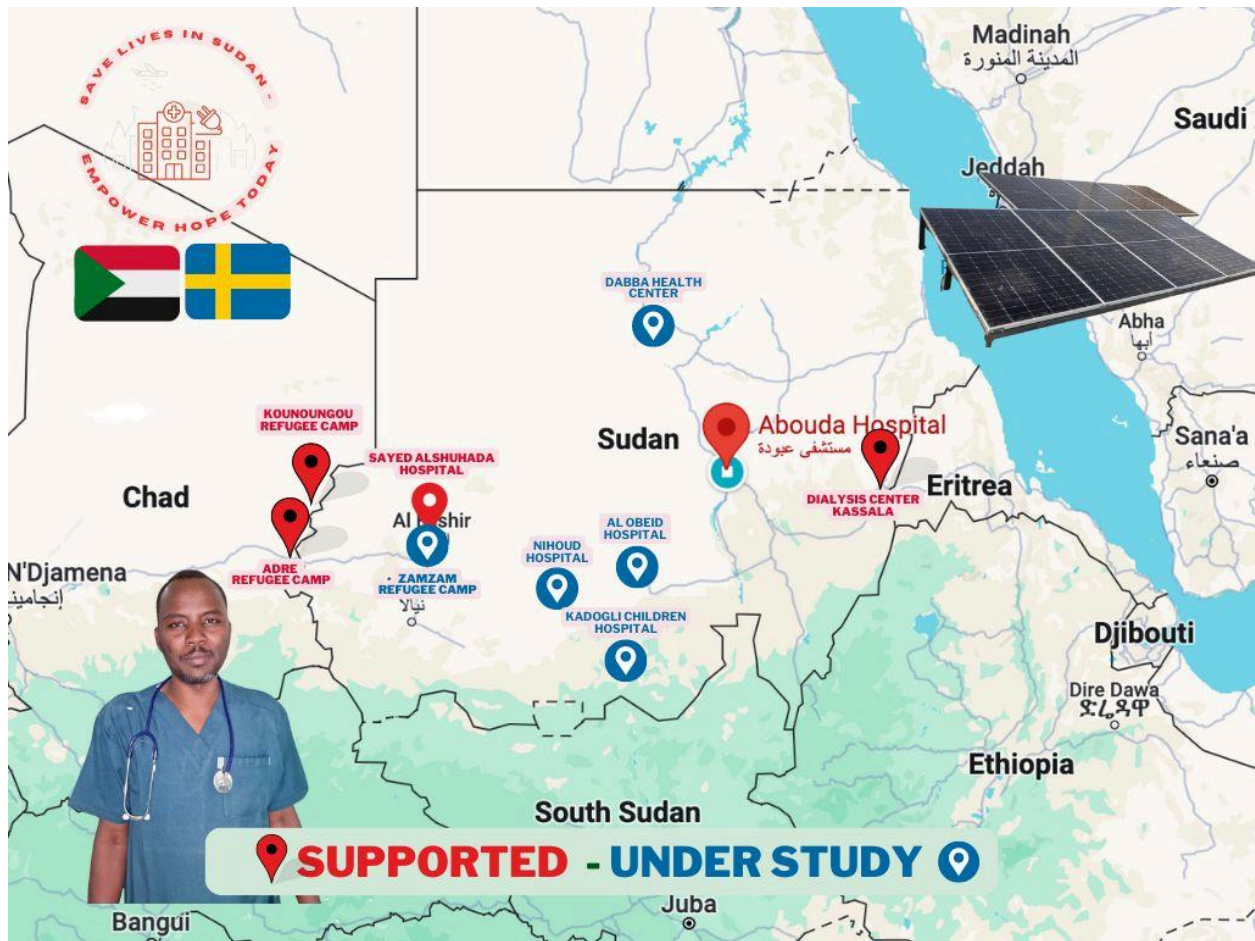 SAVE LIVES IN SUDAN -
EMPOWER HOPE TODAY
Madinah
المدينة المنورة
Saudi
Jeddah
DABBA HEALTH
CENTER
Abha
أبها
KOUNOUNGOU
REFUGEE CAMP
SAYED ALSHUHADA
HOSPITAL
Sudan
Abouda Hospital
مستشفى عبودة
Sana'a
صنعاء
Chad
DIALYSIS CENTER
KASSALA
Eritrea
AL OBEID
HOSPITAL
NIHOUD
HOSPITAL
ADRE
REFUGEE CAMP
- ZAMZAM
REFUGEE CAMP
نيالا
N'Djamena
KADOGLI CHILDREN
HOSPITAL
Djibouti
Dire Dawa
ድሬዳዋ
Ethiopia
South Sudan
SUPPORTED - UNDER STUDY
Bangui
Juba